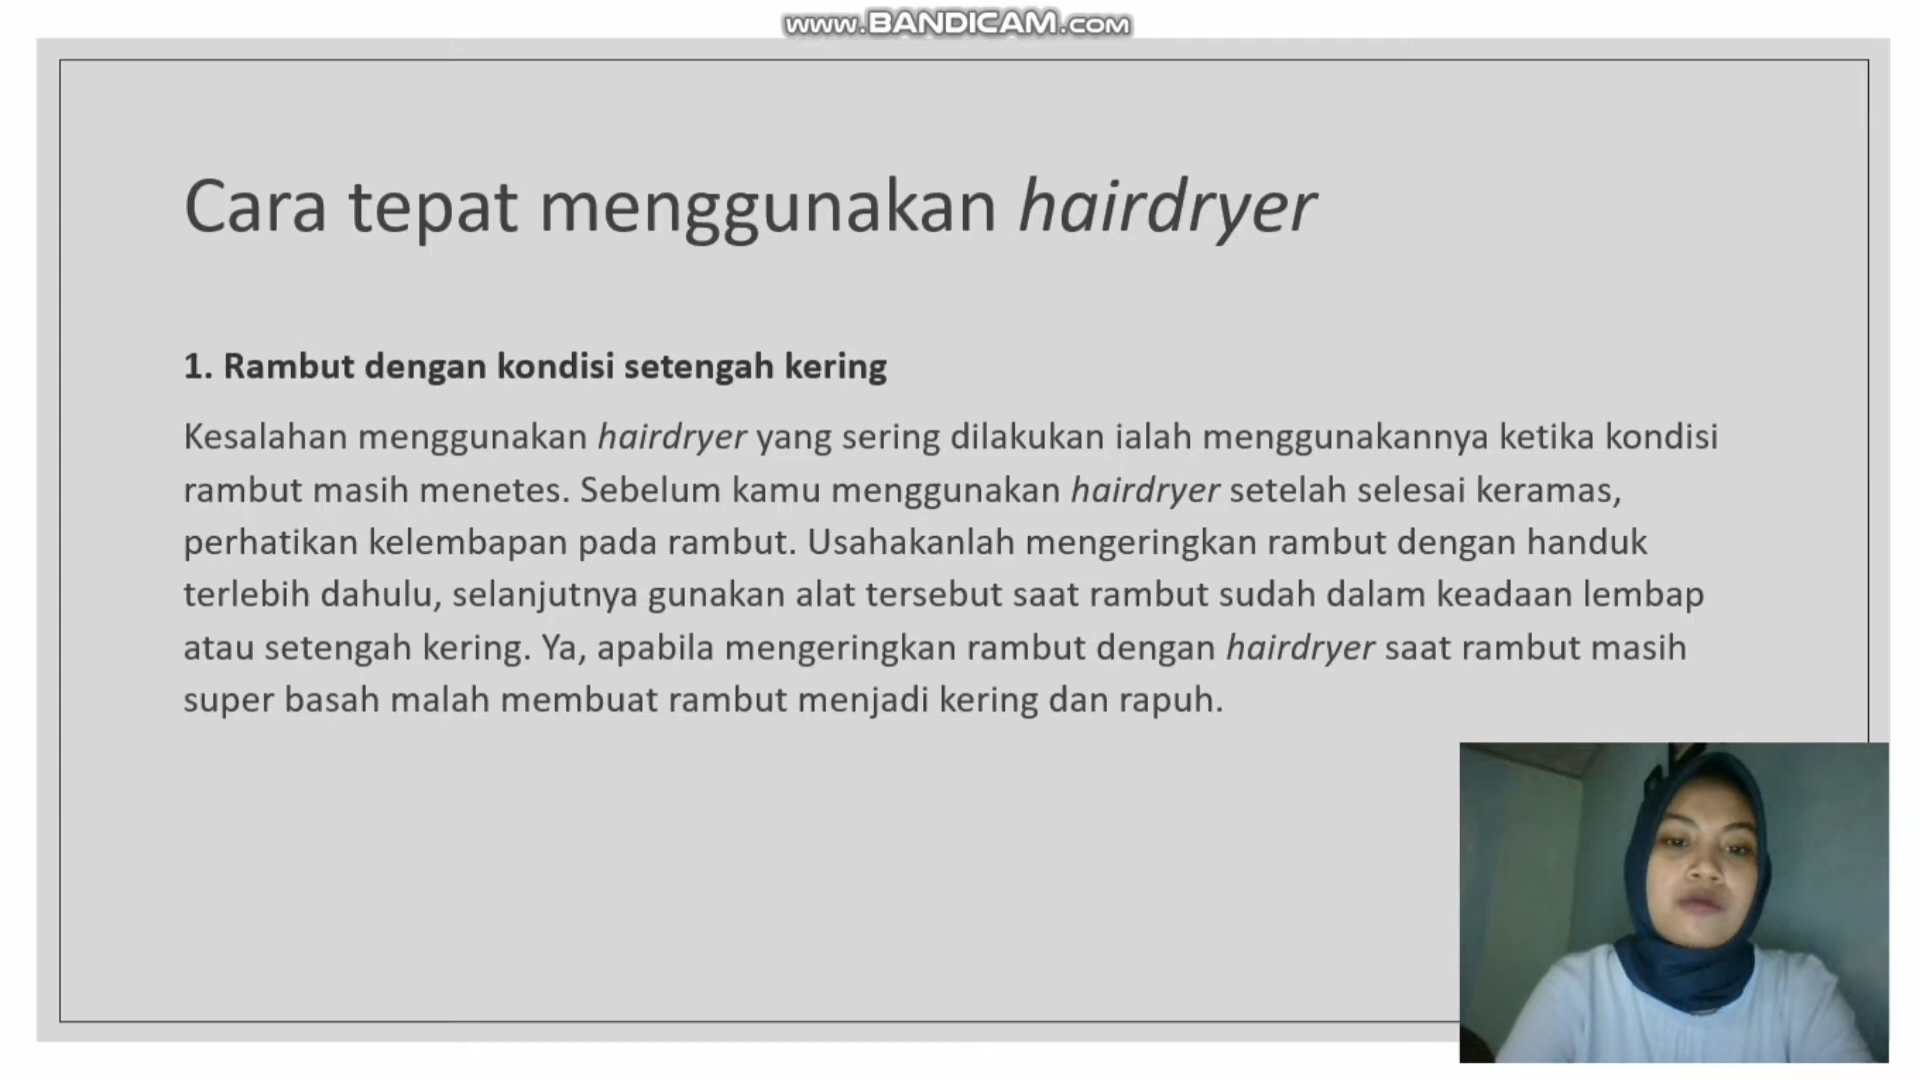 www.BANDICAM.com
Cara tepat menggunakan hairdryer
1. Rambut dengan kondisi setengah kering
Kesalahan menggunakan hairdryer yang sering dilakukan ialah menggunakannya ketika kondisi
rambut masih menetes. Sebelum kamu menggunakan hairdryer setelah selesai keramas,
perhatikan kelembapan pada rambut. Usahakanlah mengeringkan rambut dengan handuk
terlebih dahulu, selanjutnya gunakan alat tersebut saat rambut sudah dalam keadaan lembap
atau setengah kering. Ya, apabila mengeringkan rambut dengan hairdryer saat rambut masih
super basah malah membuat rambut menjadi kering dan rapuh.